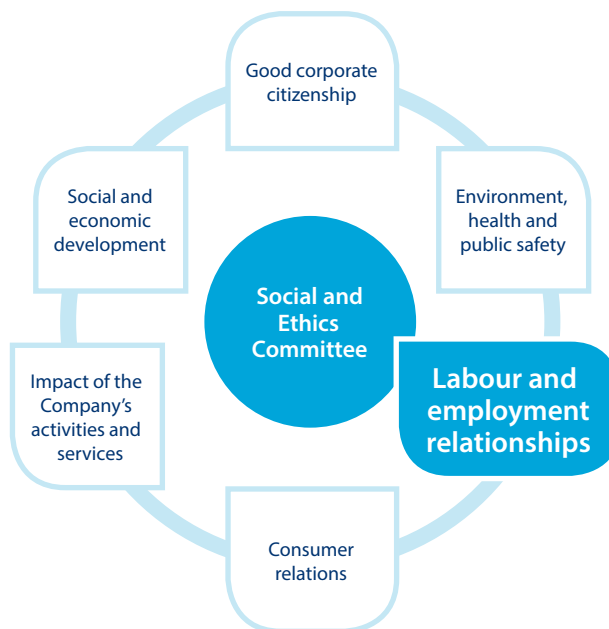 Good corporate
citizenship
Social and
economic
development
Environment,
health and
public safety
Social and
Ethics
Committee
Impact of the
Company’s
activities and
services
Labour and
employment
relationships
Consumer
relations